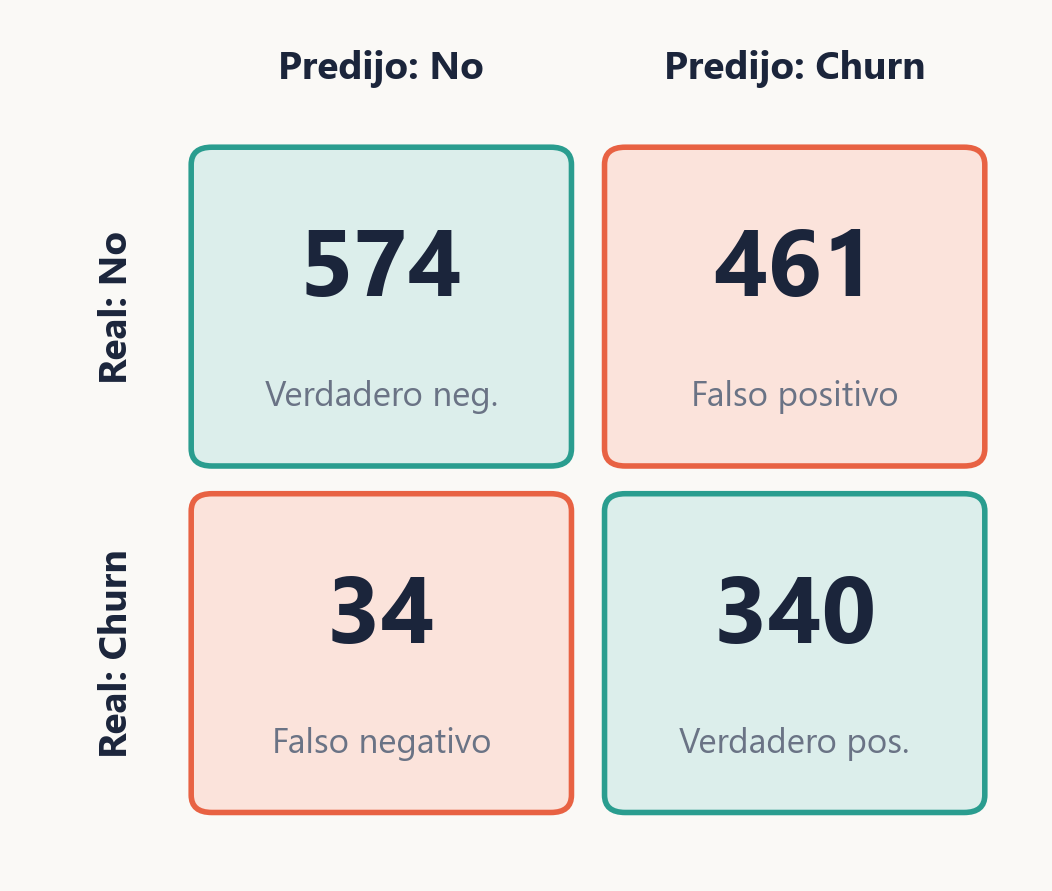 Predijo: No
Predijo: Churn
Real: No
574
Verdadero neg.
461
Falso positivo
Real: Churn
34
Falso negativo
340
Verdadero pos.